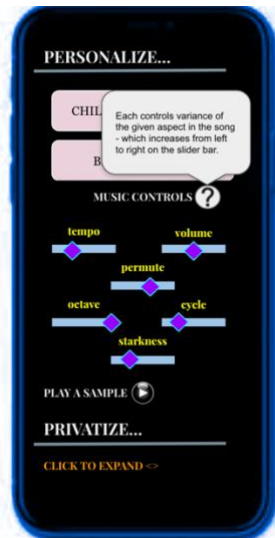 PERSONALIZE...
CHIL
Each controls variance of
the given aspect in the song
- which increases from left
to right on the slider bar.
B
MUSIC CONTROLS ?
tempo volume
permute
octave cycle
starkness
PLAY A SAMPLE
PRIVATIZE...
CLICK TO EXPAND <>